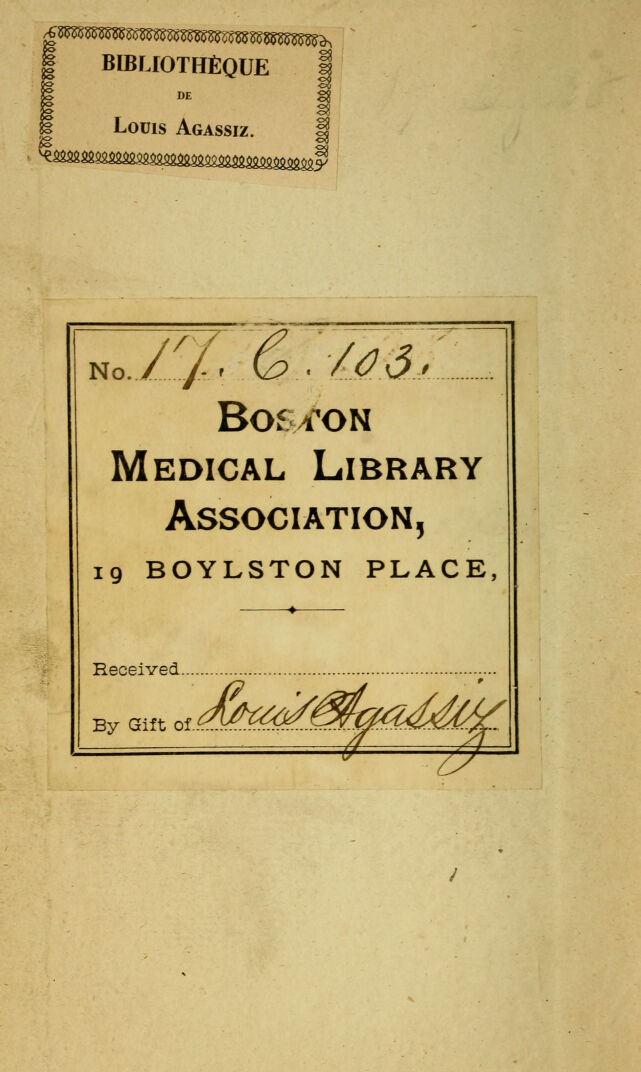 BIBLIOTHÈQUE
DE
LOUIS AGASSIZ.
No. 17. C. 103.
BOSTON
MEDICAL LIBRARY
ASSOCIATION,
19 BOYLSTON PLACE,
Received
By Gift of Louis Agassiz